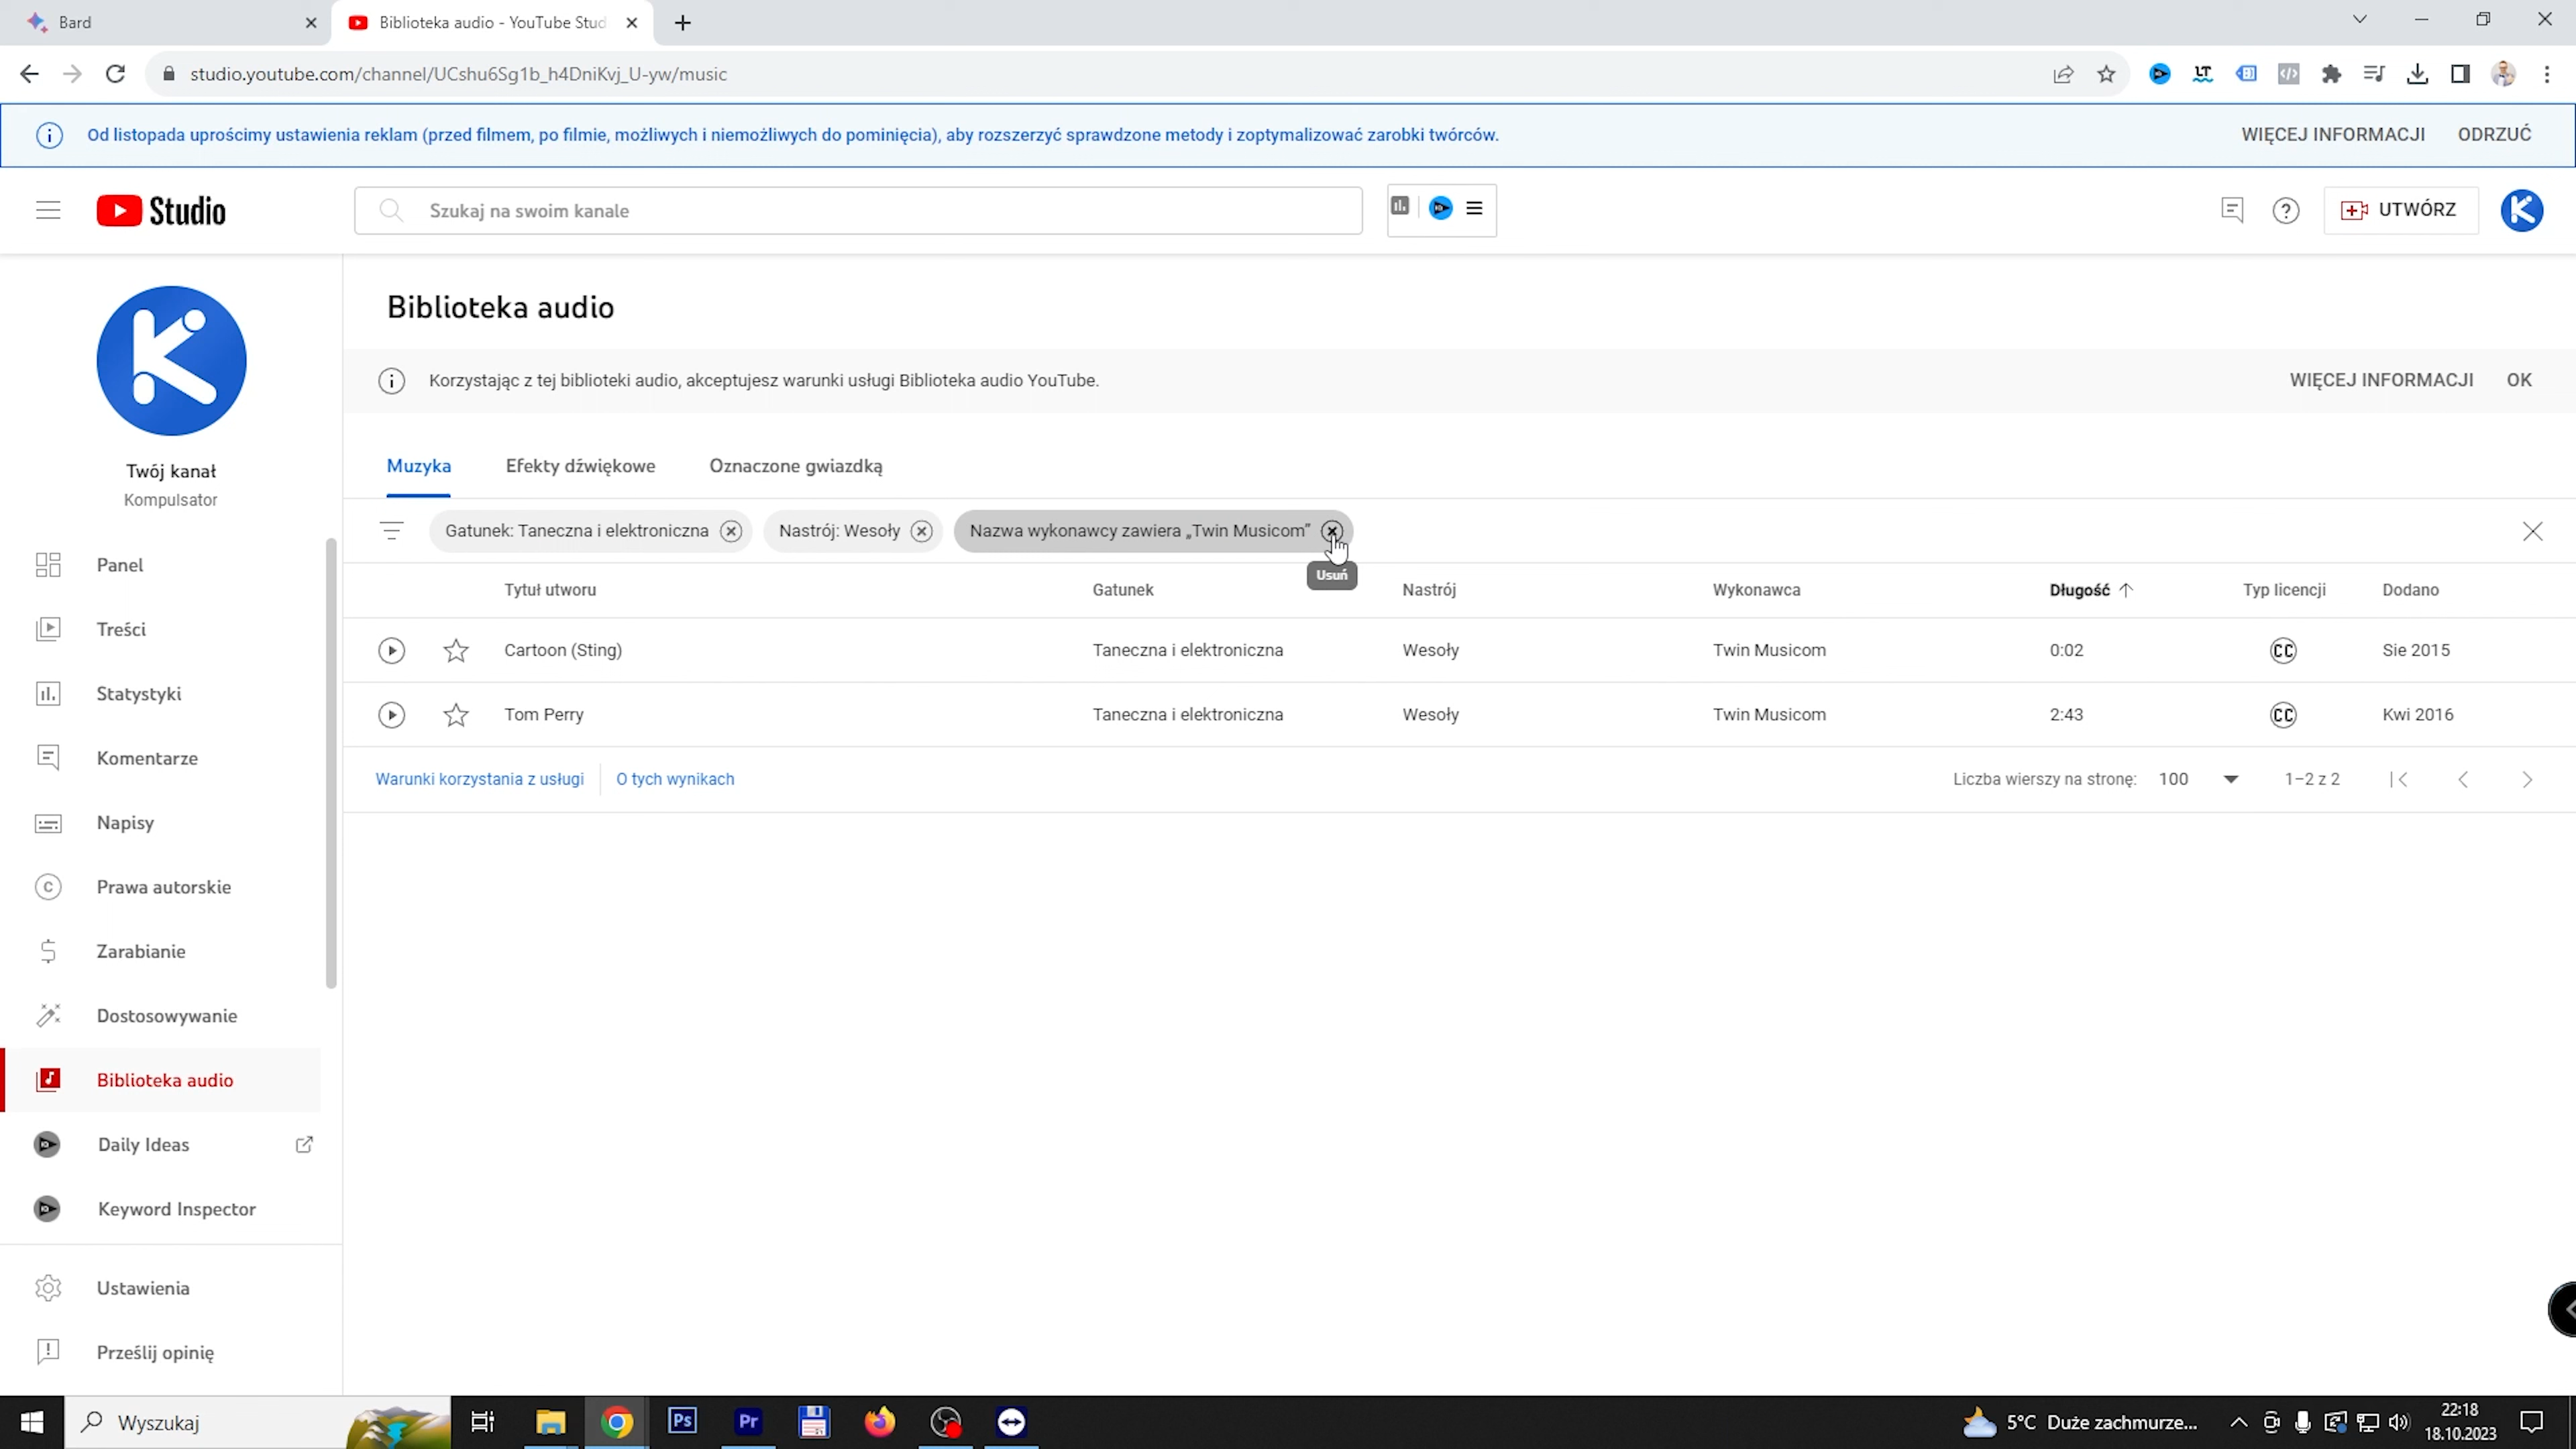 Bard
Biblioteka audio - YouTube Stud
studio.youtube.com/channel/UCshu6Sg1b_h4DniKvj_U-yw/music
Od listopada uprościmy ustawienia reklam (przed filmem, po filmie, możliwych i niemożliwych do pominięcia), aby rozszerzyć sprawdzone metody i zoptymalizować zarobki twórców.
WIĘCEJ INFORMACJI
ODRZUĆ
Studio
Szukaj na swoim kanale
UTWÓRZ
Twój kanał
Kompulsator
Panel
Treści
Statystyki
Komentarze
Napisy
Prawa autorskie
Zarabianie
Dostosowywanie
Biblioteka audio
Daily Ideas
Keyword Inspector
Ustawienia
Prześlij opinię
Biblioteka audio
Korzystając z tej biblioteki audio, akceptujesz warunki usługi Biblioteka audio YouTube.
WIĘCEJ INFORMACJI
OK
Muzyka
Efekty dźwiękowe
Oznaczone gwiazdką
Gatunek: Taneczna i elektroniczna
Nastrój: Wesoły
Nazwa wykonawcy zawiera „Twin Musicom”
Usuń
Tytuł utworu Gatunek Nastrój Wykonawca Długość Typ licencji Dodano
Cartoon (Sting) Taneczna i elektroniczna Wesoły Twin Musicom 0:02 Sie 2015
Tom Perry Taneczna i elektroniczna Wesoły Twin Musicom 2:43 Kwi 2016
Warunki korzystania z usługi
O tych wynikach
Liczba wierszy na stronę: 100
1–2 z 2
Wyszukaj
Ps
Pr
5°C Duże zachmurze...
22:18
18.10.2023